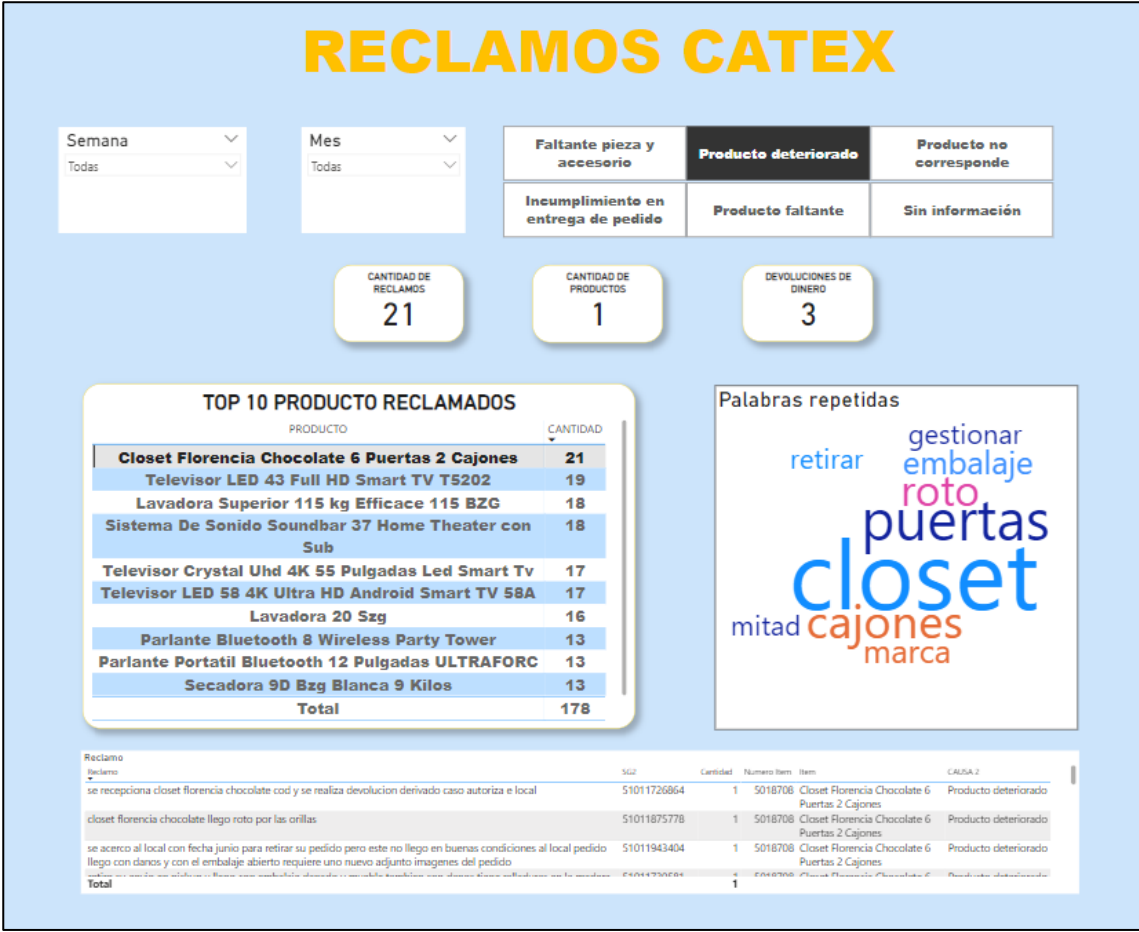 RECLAMOS CATEX
Semana
Todas
Mes
Todas
Faltante pieza y
accesorio
Producto deteriorado
Producto no
corresponde
Incumplimiento en
entrega de pedido
Producto faltante
Sin información
CANTIDAD DE
RECLAMOS
21
CANTIDAD DE
PRODUCTOS
1
DEVOLUCIONES DE
DINERO
3
TOP 10 PRODUCTO RECLAMADOS
PRODUCTO CANTIDAD
Closet Florencia Chocolate 6 Puertas 2 Cajones 21
Televisor LED 43 Full HD Smart TV T5202 19
Lavadora Superior 115 kg Efficace 115 BZG 18
Sistema De Sonido Soundbar 37 Home Theater con 18
Sub
Televisor Crystal Uhd 4K 55 Pulgadas Led Smart Tv 17
Televisor LED 58 4K Ultra HD Android Smart TV 58A 17
Lavadora 20 Szg 16
Parlante Bluetooth 8 Wireless Party Tower 13
Parlante Portatil Bluetooth 12 Pulgadas ULTRAFORC 13
Secadora 9D Bzg Blanca 9 Kilos 13
Total 178
Palabras repetidas
gestionar
retirar embalaje
roto
puertas
closet
mitad cajones
marca
Reclamo
Reclamo SG2 Cantidad Numero Item Item CAUSA 2
se recepciona closet florencia chocolate cod y se realiza devolucion derivado caso autoriza e local S1011726864 1 5018708 Closet Florencia Chocolate 6 Producto deteriorado
Puertas 2 Cajones
closet florencia chocolate llego roto por las orillas S1011875778 1 5018708 Closet Florencia Chocolate 6 Producto deteriorado
Puertas 2 Cajones
se acerco al local con fecha junio para retirar su pedido pero este no llego en buenas condiciones al local pedido S1011943404 1 5018708 Closet Florencia Chocolate 6 Producto deteriorado
llego con danos y con el embalaje abierto requiere uno nuevo adjunto imagenes del pedido Puertas 2 Cajones
Total 1